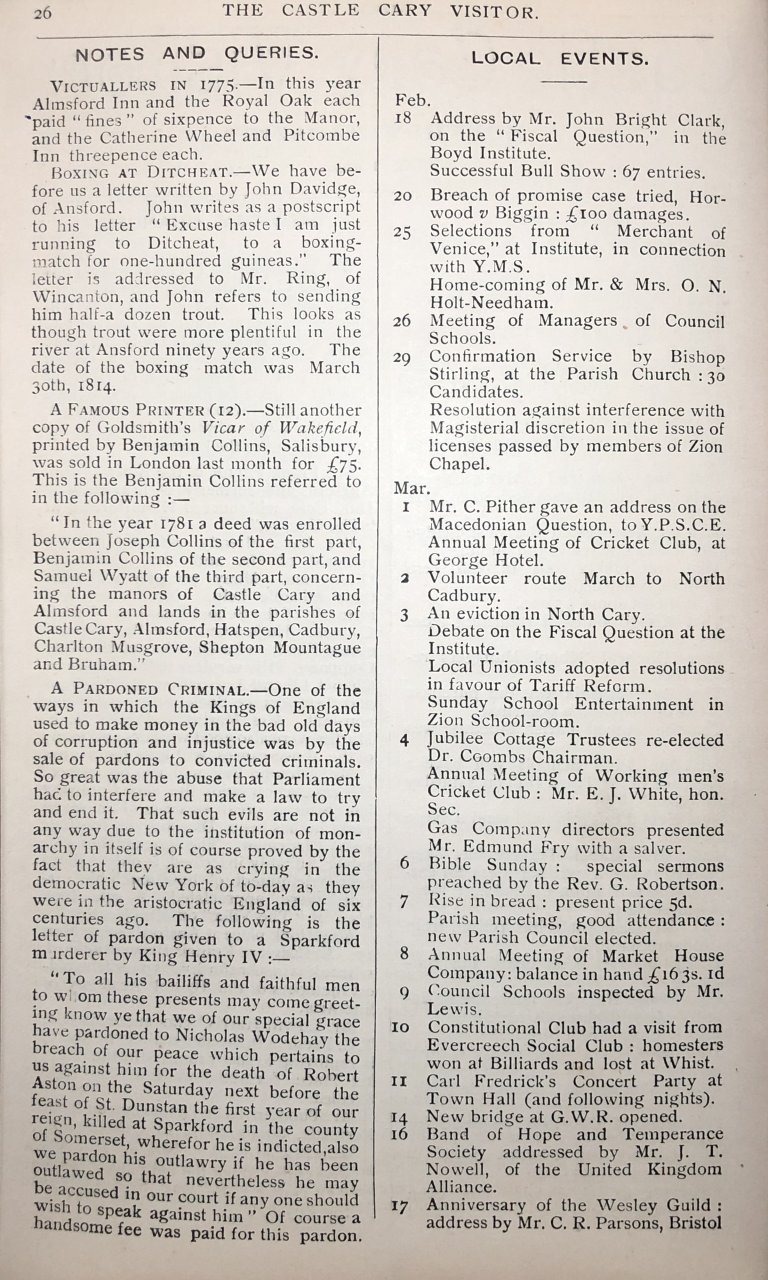 26
THE CASTLE CARY VISITOR.
NOTES AND QUERIES.
VICTUALLERS IN 1775.—In this year
Almsford Inn and the Royal Oak each
paid "fines" of sixpence to the Manor,
and the Catherine Wheel and Pitcombe
Inn threepence each.
BOXING AT DITCHEAT.—We have be-
fore us a letter written by John Davidge,
of Ansford. John writes as a postscript
to his letter "Excuse haste I am just
running to Ditcheat, to a boxing-
match for one-hundred guineas." The
letter is addressed to Mr. Ring, of
Wincanton, and John refers to sending
him half-a dozen trout. This looks as
though trout were more plentiful in the
river at Ansford ninety years ago. The
date of the boxing match was March
30th, 1814.
A FAMOUS PRINTER (12).—Still another
copy of Goldsmith's Vicar of Wakefield,
printed by Benjamin Collins, Salisbury,
was sold in London last month for £75.
This is the Benjamin Collins referred to
in the following :—
"In the year 1781 a deed was enrolled
between Joseph Collins of the first part,
Benjamin Collins of the second part, and
Samuel Wyatt of the third part, concern-
ing the manors of Castle Cary and
Almsford and lands in the parishes of
Castle Cary, Almsford, Hatspen, Cadbury,
Charlton Musgrove, Shepton Mountague
and Bruham."
A PARDONED CRIMINAL.—One of the
ways in which the Kings of England
used to make money in the bad old days
of corruption and injustice was by the
sale of pardons to convicted criminals.
So great was the abuse that Parliament
had to interfere and make a law to try
and end it. That such evils are not in
any way due to the institution of mon-
archy in itself is of course proved by the
fact that they are as crying in the
democratic New York of to-day as they
were in the aristocratic England of six
centuries ago. The following is the
letter of pardon given to a Sparkford
murderer by King Henry IV :—
"To all his bailiffs and faithful men
to whom these presents may come greet-
ing know ye that we of our special grace
have pardoned to Nicholas Wodehay the
breach of our peace which pertains to
us against him for the death of Robert
Aston on the Saturday next before the
feast of St. Dunstan the first year of our
reign, killed at Sparkford in the county
of Somerset, wherefor he is indicted, also
we pardon his outlawry if he has been
outlawed so that nevertheless he may
be accused in our court if any one should
wish to speak against him" Of course a
handsome fee was paid for this pardon.
LOCAL EVENTS.
Feb.
18 Address by Mr. John Bright Clark,
on the "Fiscal Question," in the
Boyd Institute.
Successful Bull Show : 67 entries.
20 Breach of promise case tried, Hor-
wood v Biggin : £100 damages.
25 Selections from "Merchant of
Venice," at Institute, in connection
with Y.M.S.
Home-coming of Mr. & Mrs. O. N.
Holt-Needham.
26 Meeting of Managers of Council
Schools.
29 Confirmation Service by Bishop
Stirling, at the Parish Church : 30
Candidates.
Resolution against interference with
Magisterial discretion in the issue of
licenses passed by members of Zion
Chapel.
Mar.
1 Mr. C. Pither gave an address on the
Macedonian Question, to Y.P.S.C.E.
Annual Meeting of Cricket Club, at
George Hotel.
2 Volunteer route March to North
Cadbury.
3 An eviction in North Cary.
Debate on the Fiscal Question at the
Institute.
Local Unionists adopted resolutions
in favour of Tariff Reform.
Sunday School Entertainment in
Zion School-room.
4 Jubilee Cottage Trustees re-elected
Dr. Coombs Chairman.
Annual Meeting of Working men's
Cricket Club : Mr. E. J. White, hon.
Sec.
Gas Company directors presented
Mr. Edmund Fry with a salver.
6 Bible Sunday : special sermons
preached by the Rev. G. Robertson.
7 Rise in bread : present price 5d.
Parish meeting, good attendance :
new Parish Council elected.
8 Annual Meeting of Market House
Company: balance in hand £16 3s. 1d
9 Council Schools inspected by Mr.
Lewis.
10 Constitutional Club had a visit from
Evercreech Social Club : homesters
won at Billiards and lost at Whist.
11 Carl Fredrick's Concert Party at
Town Hall (and following nights).
14 New bridge at G.W.R. opened.
16 Band of Hope and Temperance
Society addressed by Mr. J. T.
Nowell, of the United Kingdom
Alliance.
17 Anniversary of the Wesley Guild :
address by Mr. C. R. Parsons, Bristol